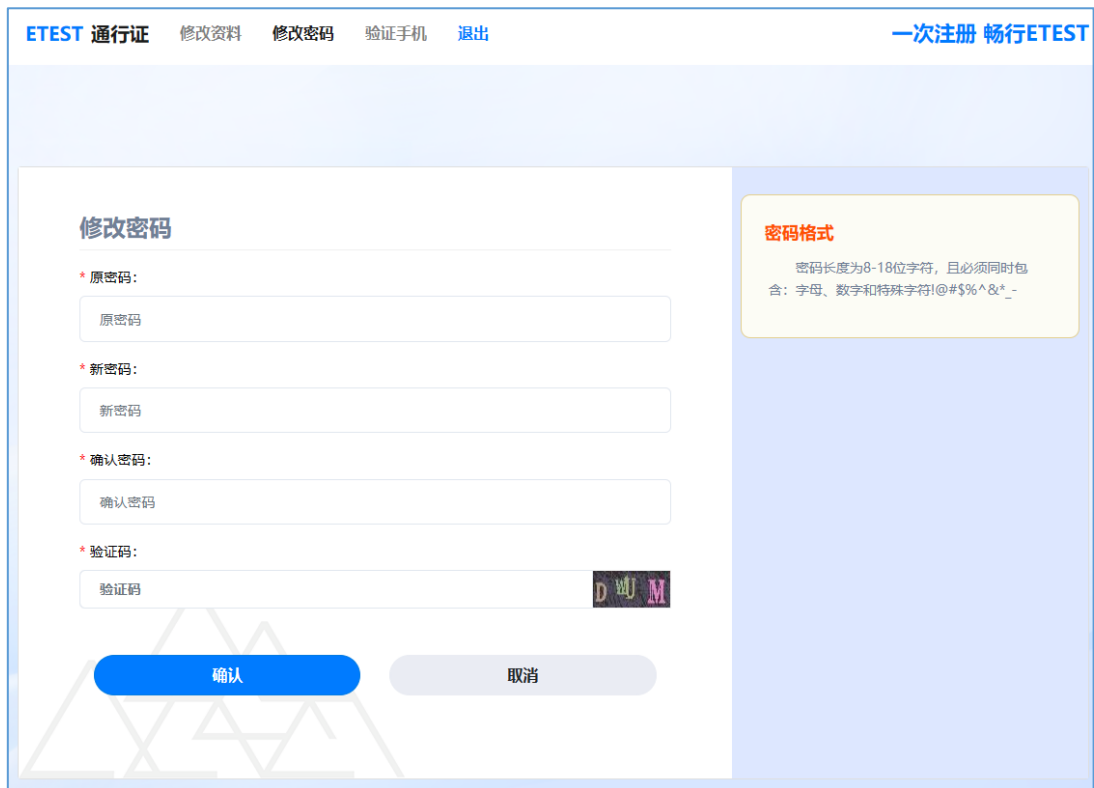 ETEST 通行证 修改资料 修改密码 验证手机 退出 一次注册 畅行ETEST
修改密码
* 原密码：
原密码
* 新密码：
新密码
* 确认密码：
确认密码
* 验证码：
验证码 D W U M
确认 取消
密码格式
密码长度为8-18位字符，且必须同时包
含：字母、数字和特殊字符!@#$%^&*_-